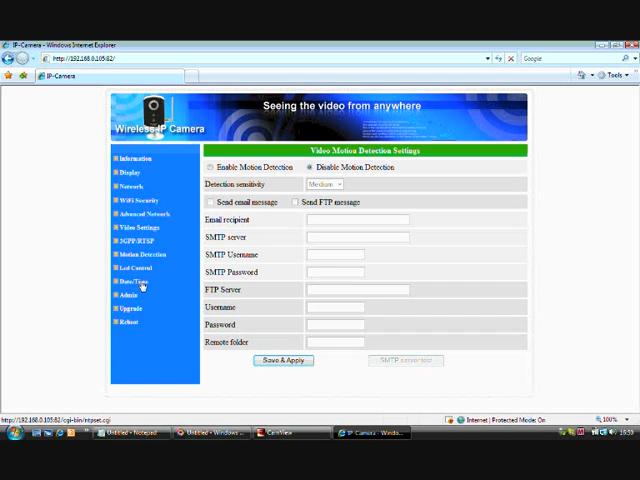 IP-Camera - Windows Internet Explorer
http://192.168.0.105:82/
Google
IP-Camera
Tools
Seeing the video from anywhere
Wireless IP Camera
Information
Display
Network
WiFi Security
Advanced Network
Video Settings
3GPP/RTSP
Motion Detection
Led Control
Date/Time
Admin
Upgrade
Reboot
Video Motion Detection Settings
Enable Motion Detection Disable Motion Detection
Detection sensitivity Medium
Send email message Send FTP message
Email recipient
SMTP server
SMTP Username
SMTP Password
FTP Server
Username
Password
Remote folder
Save & Apply SMTP server test
http://192.168.0.105:82/cgi-bin/ntpset.cgi
Internet | Protected Mode: On
100%
Untitled - Notepad
Untitled - Windows ...
CamView
IP-Camera - Windo...